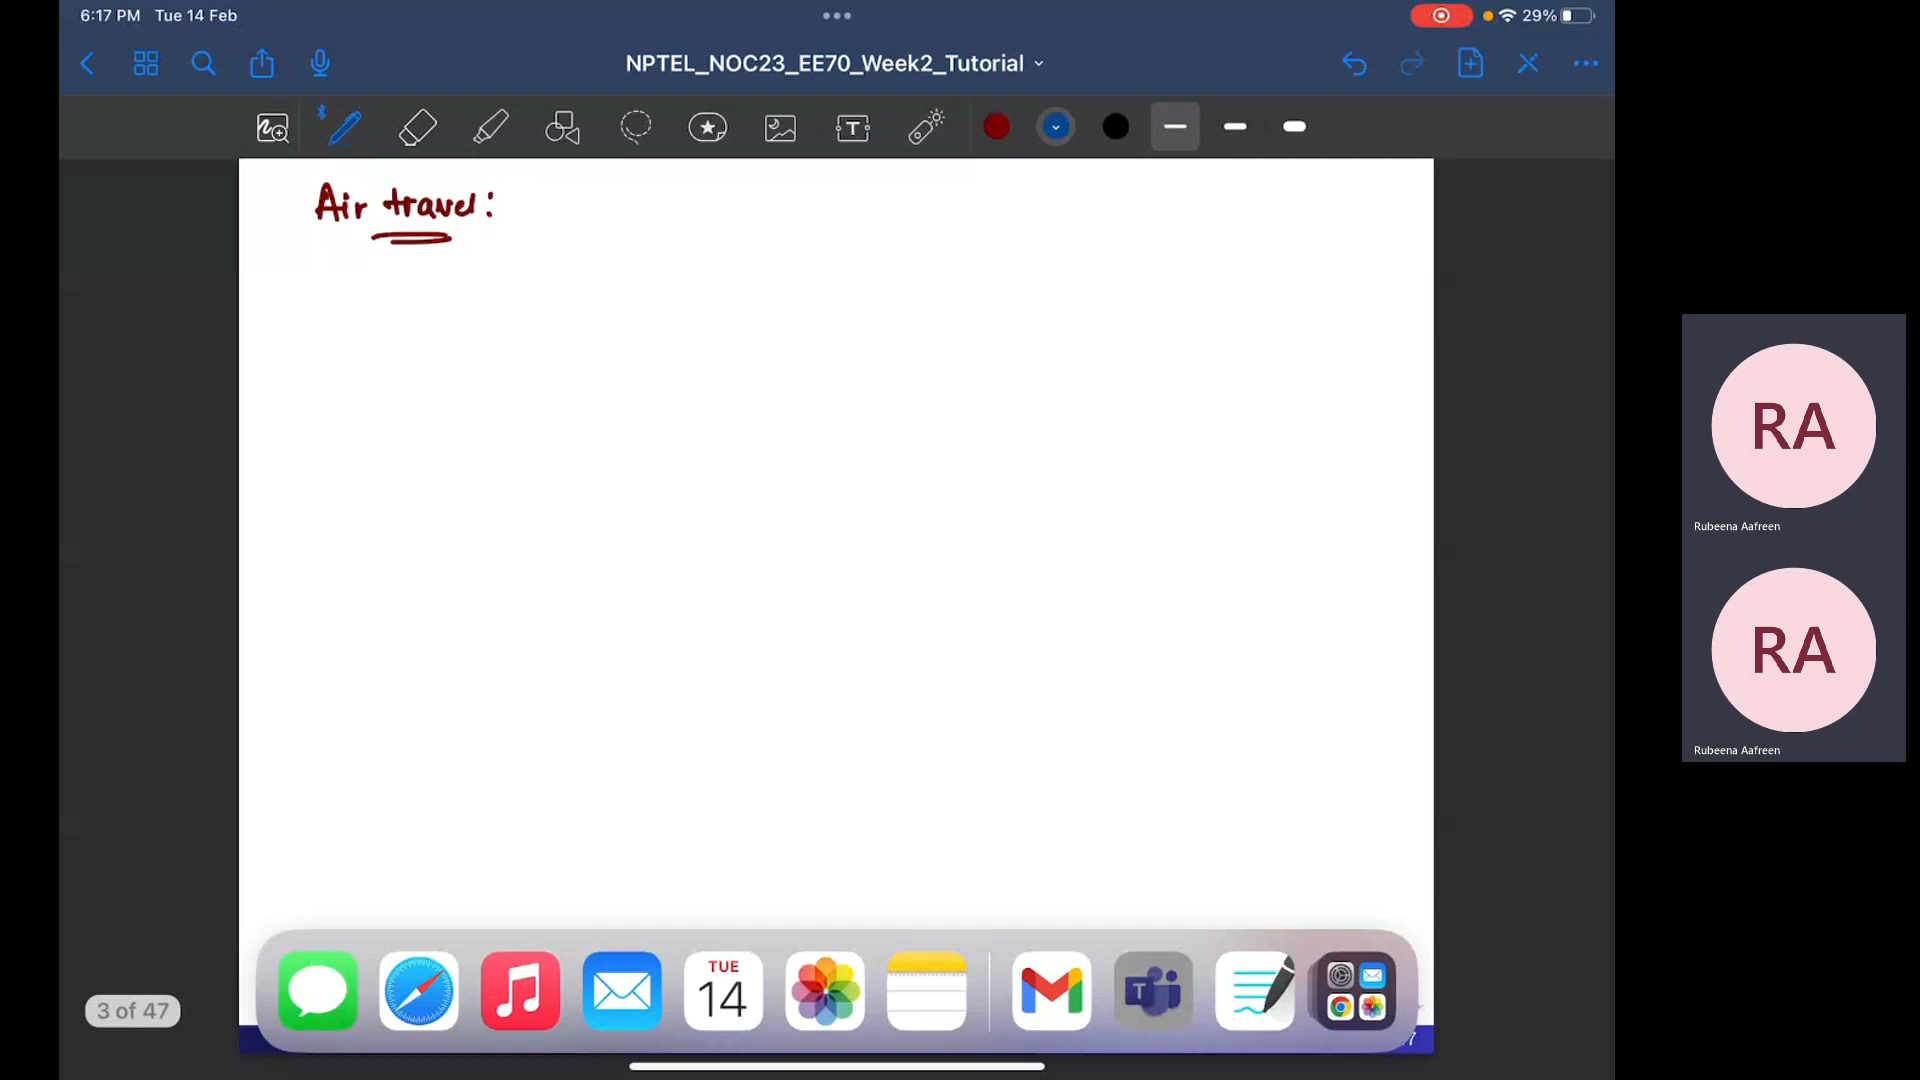 6:17 PM Tue 14 Feb
29%
NPTEL_NOC23_EE70_Week2_Tutorial
T
Air travel:
RA
Rubeena Aafreen
RA
Rubeena Aafreen
TUE
14
T
3 of 47
7